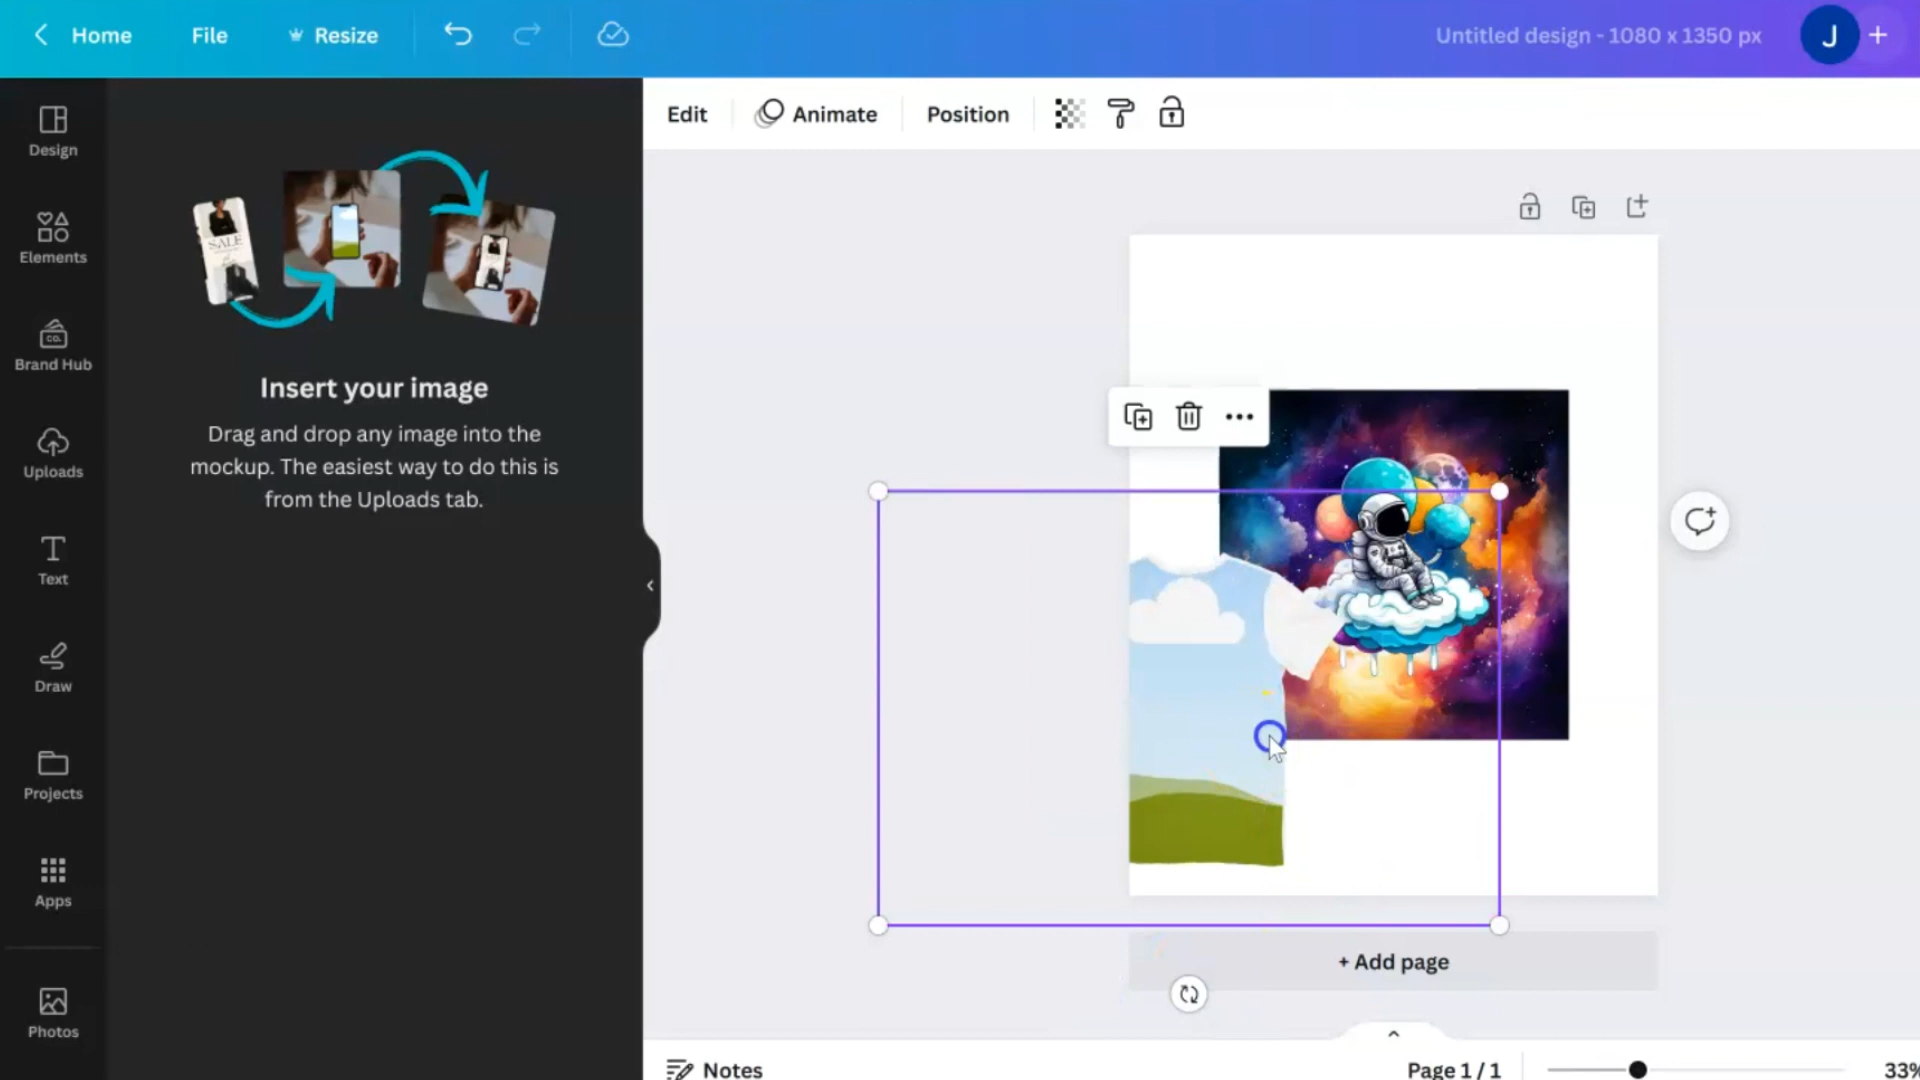 Home
File
Resize
Untitled design - 1080 x 1350 px
J
Design
Elements
CO.
Brand Hub
Uploads
Text
Draw
Projects
Apps
Photos
SALE
Insert your image
Drag and drop any image into the
mockup. The easiest way to do this is
from the Uploads tab.
Edit
Animate
Position
+ Add page
Notes
Page 1 / 1
33%